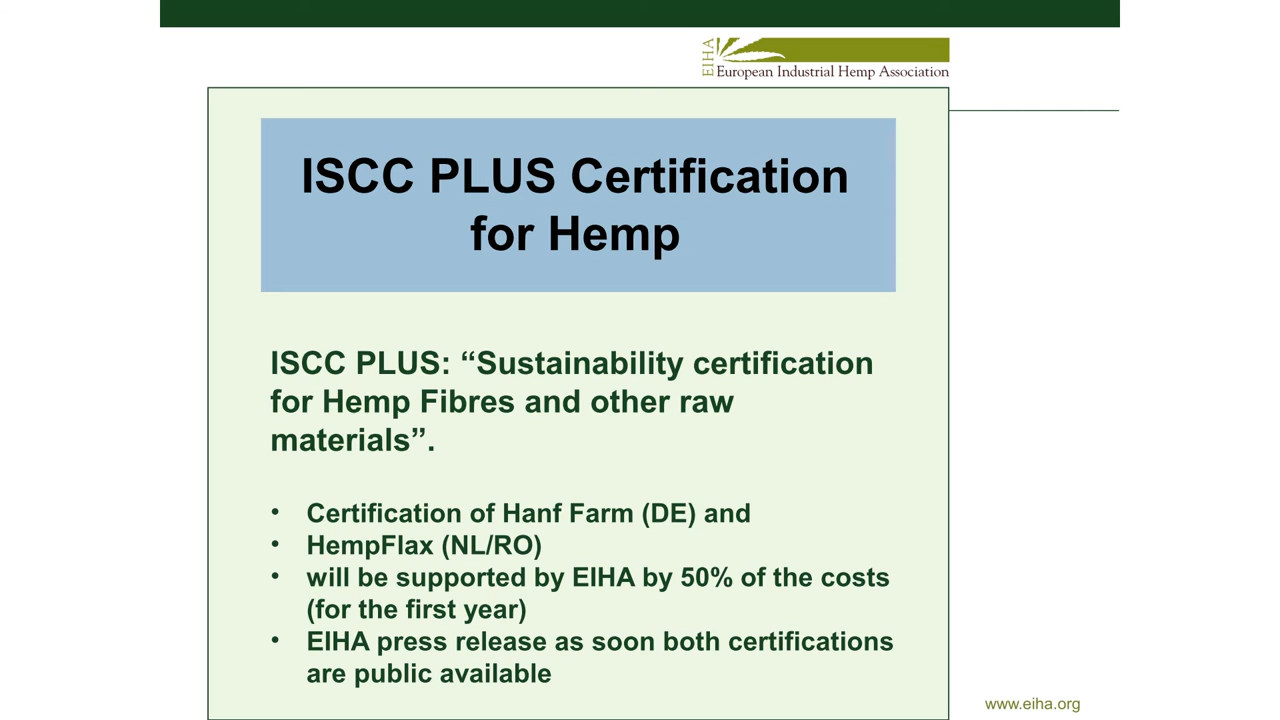 EIHA
European Industrial Hemp Association
ISCC PLUS Certification
for Hemp
ISCC PLUS: “Sustainability certification
for Hemp Fibres and other raw
materials”.
• Certification of Hanf Farm (DE) and
• HempFlax (NL/RO)
• will be supported by EIHA by 50% of the costs
(for the first year)
• EIHA press release as soon both certifications
are public available
www.eiha.org